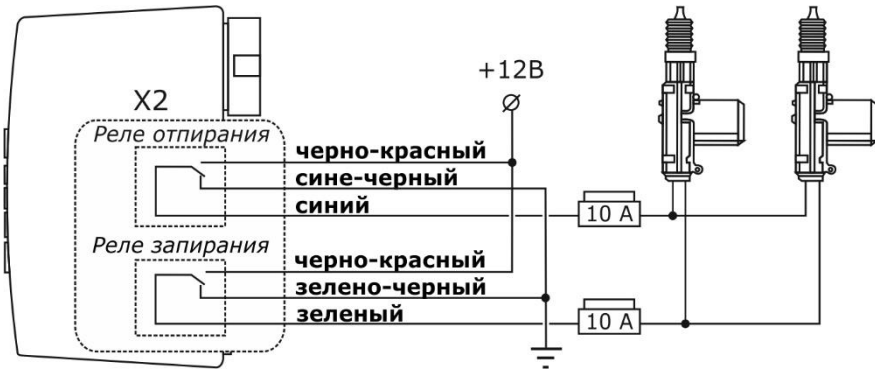 +12В
X2
Реле отпирания
черно-красный
сине-черный
синий
10 А
Реле запирания
черно-красный
зелено-черный
зеленый
10 А